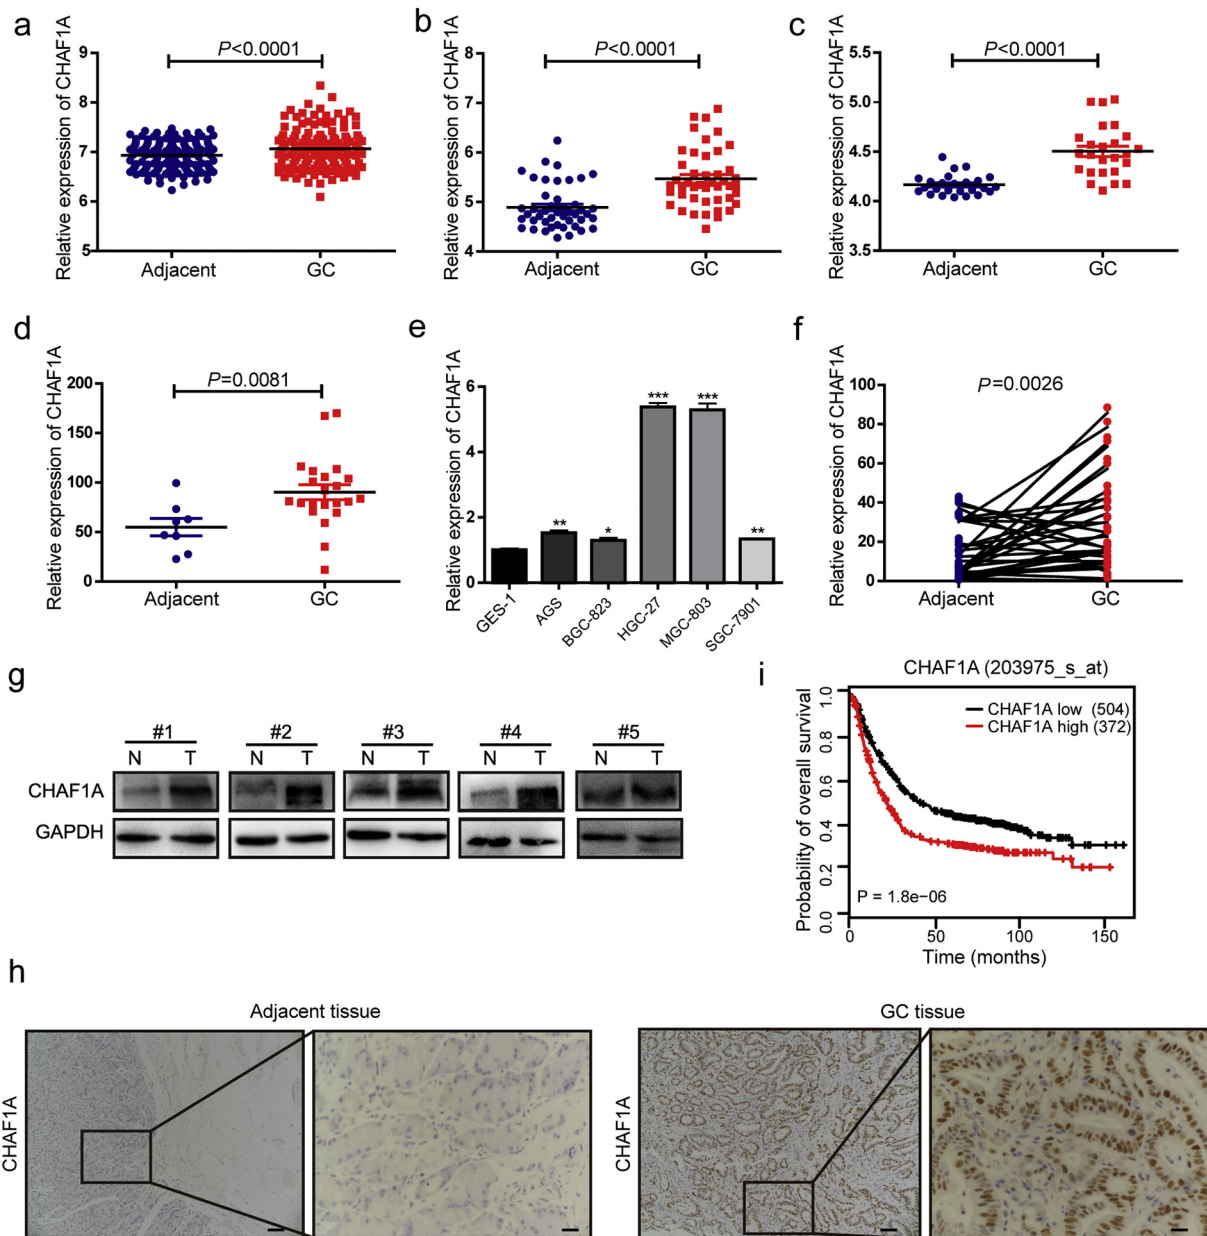 a
Relative expression of CHAF1A
9
8
7
6
5
P<0.0001
Adjacent
GC
b
Relative expression of CHAF1A
8
7
6
5
4
P<0.0001
Adjacent
GC
c
Relative expression of CHAF1A
5.5
5.0
4.5
4.0
3.5
P<0.0001
Adjacent
GC
d
Relative expression of CHAF1A
200
150
100
50
0
P=0.0081
Adjacent
GC
e
Relative expression of CHAF1A
6
4
2
0
**
*
***
***
**
GES-1
AGS
BGC-823
HGC-27
MGC-803
SGC-7901
f
Relative expression of CHAF1A
100
80
60
40
20
0
P=0.0026
Adjacent
GC
g
#1 #2 #3 #4 #5
N T N T N T N T N T
CHAF1A
GAPDH
i
CHAF1A (203975_s_at)
Probability of overall survival
1.0
0.8
0.6
0.4
0.2
0.0
CHAF1A low (504)
CHAF1A high (372)
P = 1.8e−06
0 50 100 150
Time (months)
h
Adjacent tissue
GC tissue
CHAF1A
CHAF1A